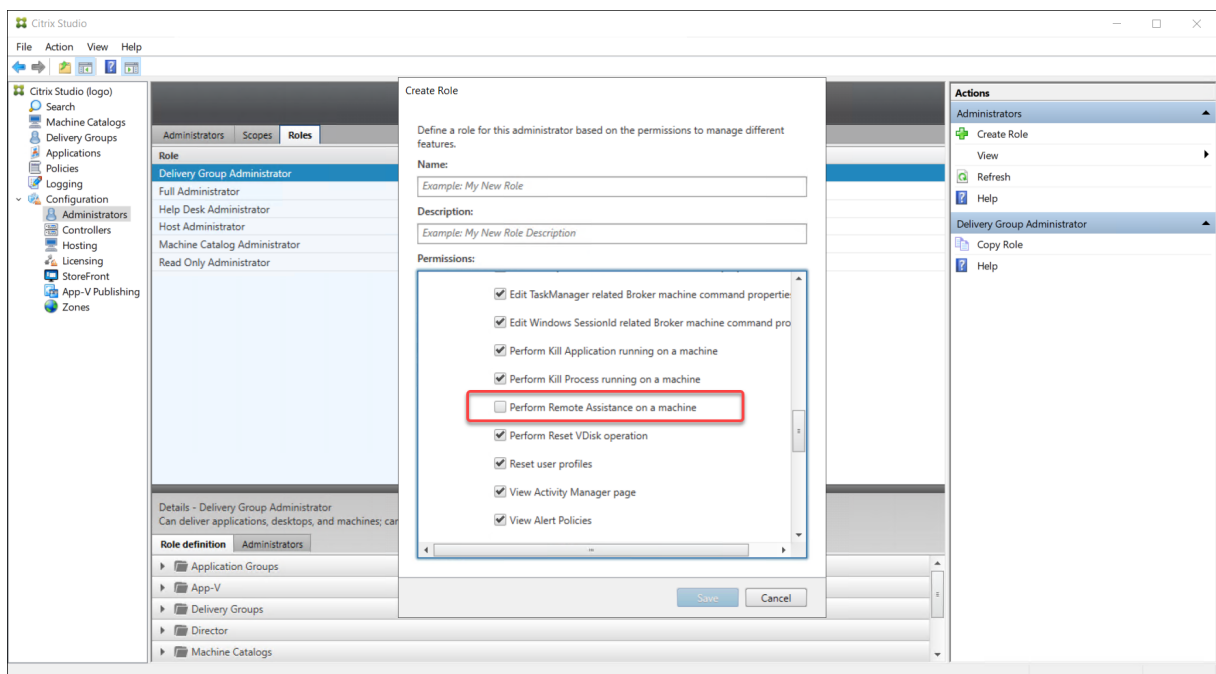 Citrix Studio
File Action View Help
Citrix Studio (logo)
Search
Machine Catalogs
Delivery Groups
Applications
Policies
Logging
Configuration
Administrators
Controllers
Hosting
Licensing
StoreFront
App-V Publishing
Zones
Administrators Scopes Roles
Role
Delivery Group Administrator
Full Administrator
Help Desk Administrator
Host Administrator
Machine Catalog Administrator
Read Only Administrator
Details - Delivery Group Administrator
Can deliver applications, desktops, and machines; car
Role definition Administrators
Application Groups
App-V
Delivery Groups
Director
Machine Catalogs
Create Role
Define a role for this administrator based on the permissions to manage different
features.
Name:
Example: My New Role
Description:
Example: My New Role Description
Permissions:
Edit TaskManager related Broker machine command propertie
Edit Windows SessionId related Broker machine command pro
Perform Kill Application running on a machine
Perform Kill Process running on a machine
Perform Remote Assistance on a machine
Perform Reset VDisk operation
Reset user profiles
View Activity Manager page
View Alert Policies
Save Cancel
Actions
Administrators
Create Role
View
Refresh
Help
Delivery Group Administrator
Copy Role
Help